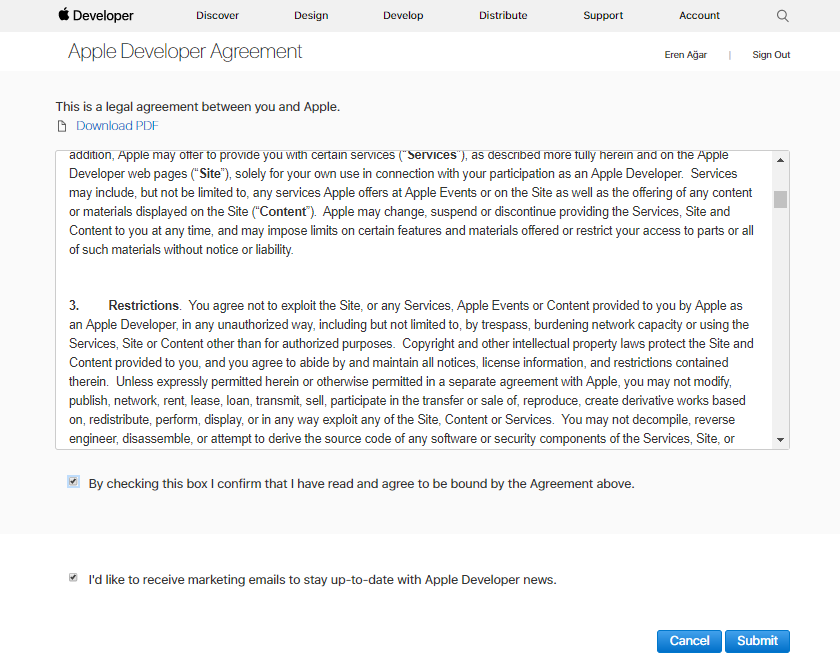 Developer Discover Design Develop Distribute Support Account
Apple Developer Agreement
Eren Ağar | Sign Out
This is a legal agreement between you and Apple.
Download PDF
addition, Apple may offer to provide you with certain services (“Services”), as described more fully herein and on the Apple
Developer web pages (“Site”), solely for your own use in connection with your participation as an Apple Developer.  Services
may include, but not be limited to, any services Apple offers at Apple Events or on the Site as well as the offering of any content
or materials displayed on the Site (“Content”).  Apple may change, suspend or discontinue providing the Services, Site and
Content to you at any time, and may impose limits on certain features and materials offered or restrict your access to parts or all
of such materials without notice or liability.
3. Restrictions.  You agree not to exploit the Site, or any Services, Apple Events or Content provided to you by Apple as
an Apple Developer, in any unauthorized way, including but not limited to, by trespass, burdening network capacity or using the
Services, Site or Content other than for authorized purposes.  Copyright and other intellectual property laws protect the Site and
Content provided to you, and you agree to abide by and maintain all notices, license information, and restrictions contained
therein.  Unless expressly permitted herein or otherwise permitted in a separate agreement with Apple, you may not modify,
publish, network, rent, lease, loan, transmit, sell, participate in the transfer or sale of, reproduce, create derivative works based
on, redistribute, perform, display, or in any way exploit any of the Site, Content or Services.  You may not decompile, reverse
engineer, disassemble, or attempt to derive the source code of any software or security components of the Services, Site, or
By checking this box I confirm that I have read and agree to be bound by the Agreement above.
I'd like to receive marketing emails to stay up-to-date with Apple Developer news.
Cancel Submit